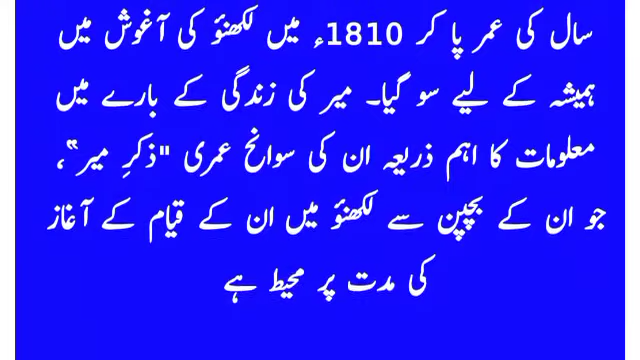 سال کی عمر پا کر 1810ء میں لکھنؤ کی آغوش میں
ہمیشہ کے لیے سو گیا۔ میر کی زندگی کے بارے میں
معلومات کا اہم ذریعہ ان کی سوانح عمری "ذکرِ میر"،
جو ان کے بچپن سے لکھنؤ میں ان کے قیام کے آغاز
کی مدت پر محیط ہے